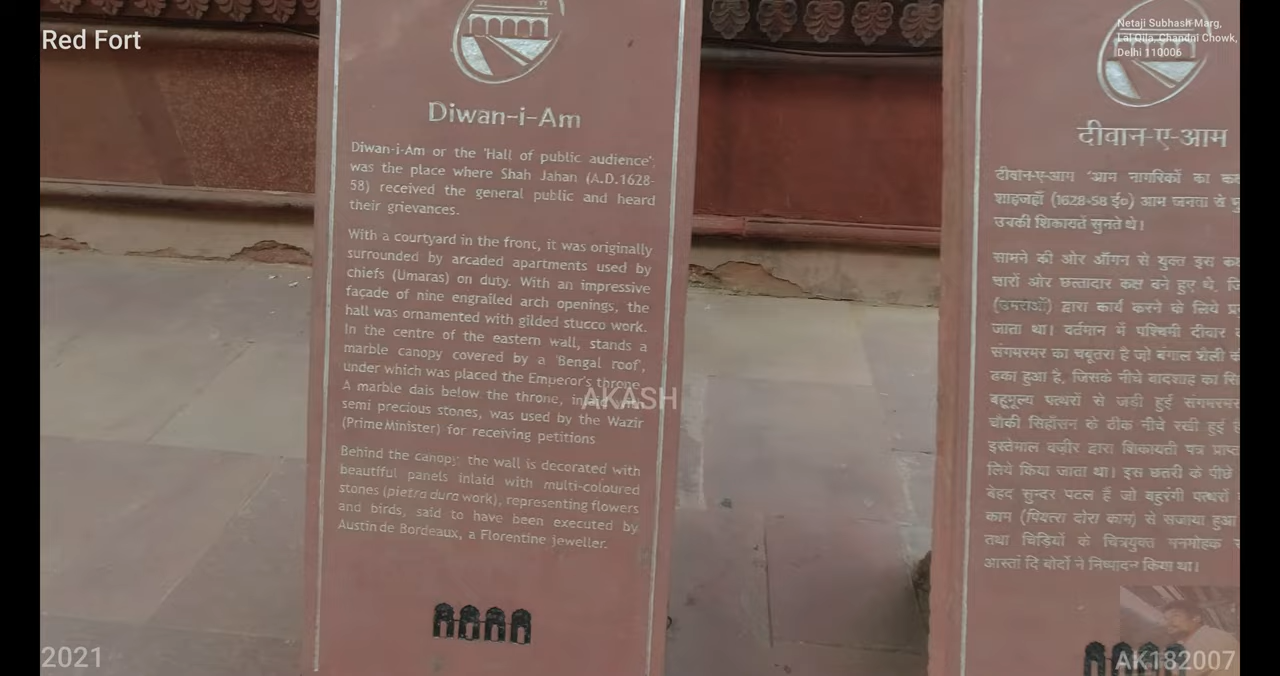 Red Fort
Netaji Subhash Marg,
Lal Qila, Chandni Chowk,
Delhi 110006
Diwan-i-Am
Diwan-i-Am or the 'Hall of public audience';
was the place where Shah Jahan (A.D.1628-
58) received the general public and heard
their grievances.
With a courtyard in the front, it was originally
surrounded by arcaded apartments used by
chiefs (Umaras) on duty. With an impressive
façade of nine engrailed arch openings, the
hall was ornamented with gilded stucco work.
In the centre of the eastern wall, stands a
marble canopy covered by a 'Bengal roof',
under which was placed the Emperor's throne.
A marble dais below the throne, inlaid with
semi precious stones, was used by the Wazir
(Prime Minister) for receiving petitions
Behind the canopy; the wall is decorated with
beautiful panels inlaid with multi-coloured
stones (pietra dura work), representing flowers
and birds, said to have been executed by
Austin de Bordeaux, a Florentine jeweller.
दीवान-ए-आम
दीवान-ए-आम 'आम नागरिकों का
शाहजहाँ (1628-58 ई०) आम जनता से
उनकी शिकायतें सुनते थे।
सामने की ओर आँगन से युक्त इस
चारों ओर छत्तादार कक्ष बने हुए थे,
(उमराओं) द्वारा कार्य करने के लिये
जाता था। वर्तमान में पश्चिमी दीवार
संगमरमर का चबूतरा है जो बंगाल शैली
ढका हुआ है, जिसके नीचे बादशाह का
बहूमूल्य पत्थरों से जड़ी हुई संगमरमर
चौकी सिहाँसन के ठीक नीचे रखी हुई
इस्तेमाल वज़ीर द्वारा शिकायती पत्र प्राप्त
लिये किया जाता था। इस छतरी के पीछे
बेहद सुन्दर पटल हैं जो बहुरंगी पत्थरों
काम (पियत्रा दोरा काम) से सजाया हुआ
तथा चिड़ियों के चित्रयुक्त मनमोहक
आस्तां दि बोर्दो ने निष्पादन किया था।
AKASH
2021
AK182007